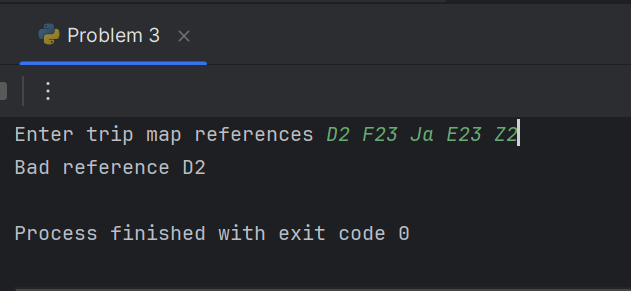 Problem 3
Enter trip map references D2 F23 Ja E23 Z2
Bad reference D2
Process finished with exit code 0